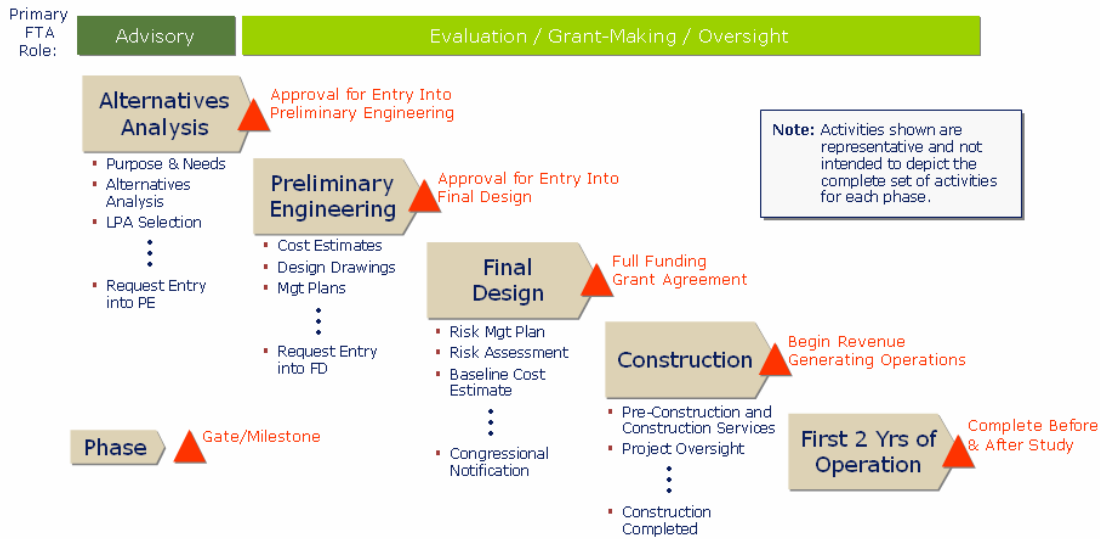 Primary
FTA
Role:
Advisory
Evaluation / Grant-Making / Oversight
Alternatives
Analysis
Approval for Entry Into
Preliminary Engineering
Note: Activities shown are
representative and not
intended to depict the
complete set of activities
for each phase.
▪ Purpose & Needs
▪ Alternatives
Analysis
▪ LPA Selection
▪ Request Entry
into PE
Preliminary
Engineering
Approval for Entry Into
Final Design
▪ Cost Estimates
▪ Design Drawings
▪ Mgt Plans
▪ Request Entry
into FD
Final
Design
Full Funding
Grant Agreement
▪ Risk Mgt Plan
▪ Risk Assessment
▪ Baseline Cost
Estimate
▪ Congressional
Notification
Construction
Begin Revenue
Generating Operations
▪ Pre-Construction and
Construction Services
▪ Project Oversight
▪ Construction
Completed
First 2 Yrs of
Operation
Complete Before
& After Study
Phase
Gate/Milestone